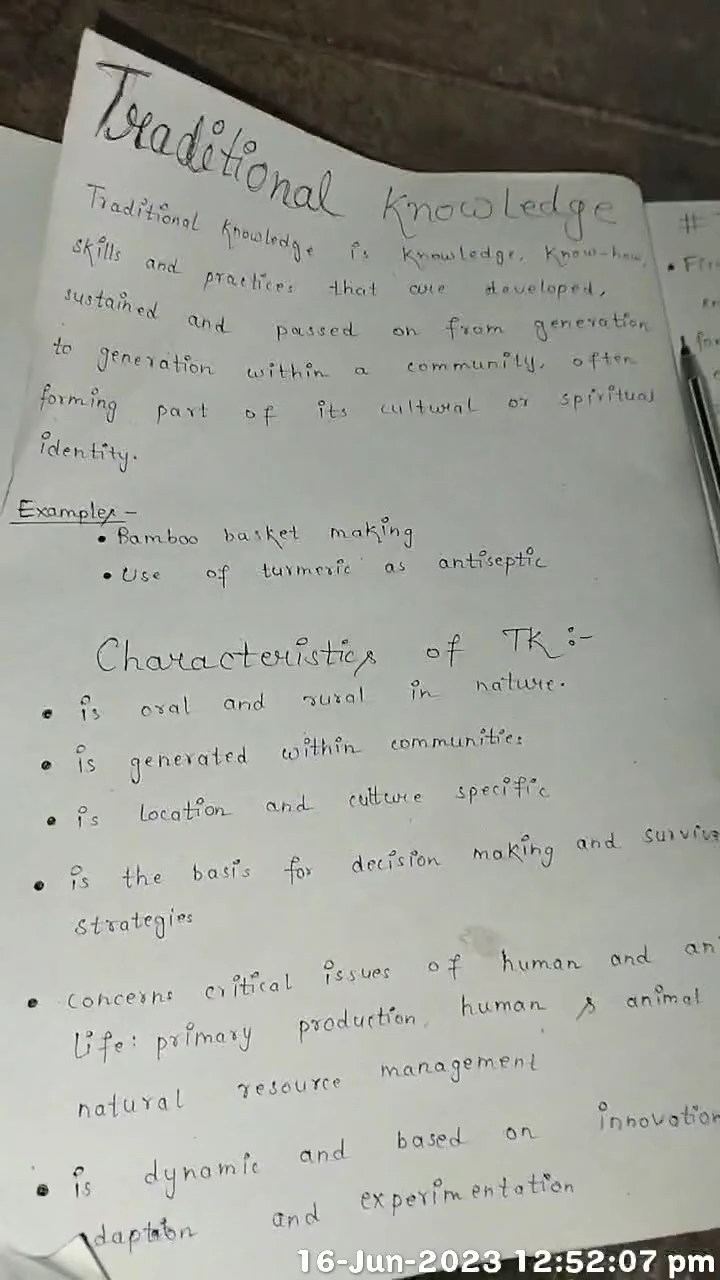 Traditional Knowledge
Traditional Knowledge is knowledge, know-how,
skills and practices that are developed,
sustained and passed on from generation
to generation within a community, often
forming part of its cultural or spiritual
identity.
Examples -
• Bamboo basket making
• Use of turmeric as antiseptic
Characteristics of TK :-
• is oral and rural in nature.
• is generated within communities
• is location and culture specific
• is the basis for decision making and
strategies
• concerns critical issues of human and
life: primary production, human & animal
natural resource management
• is dynamic and based on innovation
and experimentation
#
16-Jun-2023 12:52:07 pm